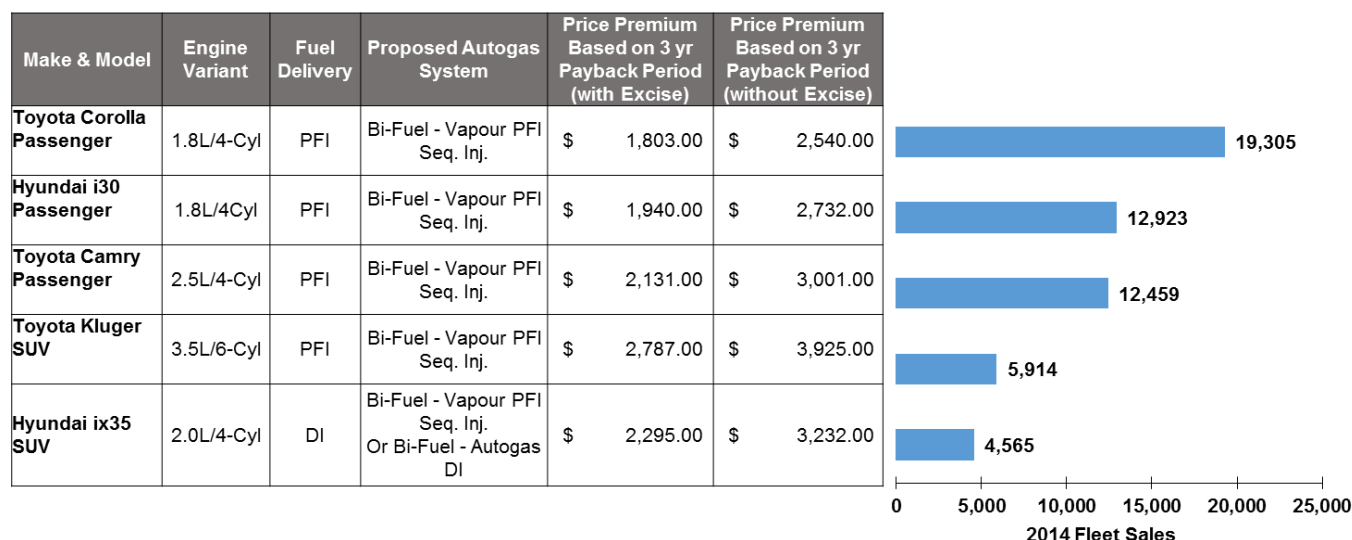 Make & Model
Engine
Variant
Fuel
Delivery
Proposed Autogas
System
Price Premium
Based on 3 yr
Payback Period
(with Excise)
Price Premium
Based on 3 yr
Payback Period
(without Excise)
Toyota Corolla
Passenger
1.8L/4-Cyl
PFI
Bi-Fuel - Vapour PFI
Seq. Inj.
$ 1,803.00
$ 2,540.00
19,305
Hyundai i30
Passenger
1.8L/4Cyl
PFI
Bi-Fuel - Vapour PFI
Seq. Inj.
$ 1,940.00
$ 2,732.00
12,923
Toyota Camry
Passenger
2.5L/4-Cyl
PFI
Bi-Fuel - Vapour PFI
Seq. Inj.
$ 2,131.00
$ 3,001.00
12,459
Toyota Kluger
SUV
3.5L/6-Cyl
PFI
Bi-Fuel - Vapour PFI
Seq. Inj.
$ 2,787.00
$ 3,925.00
5,914
Hyundai ix35
SUV
2.0L/4-Cyl
DI
Bi-Fuel - Vapour PFI
Seq. Inj.
Or Bi-Fuel - Autogas
DI
$ 2,295.00
$ 3,232.00
4,565
0 5,000 10,000 15,000 20,000 25,000
2014 Fleet Sales